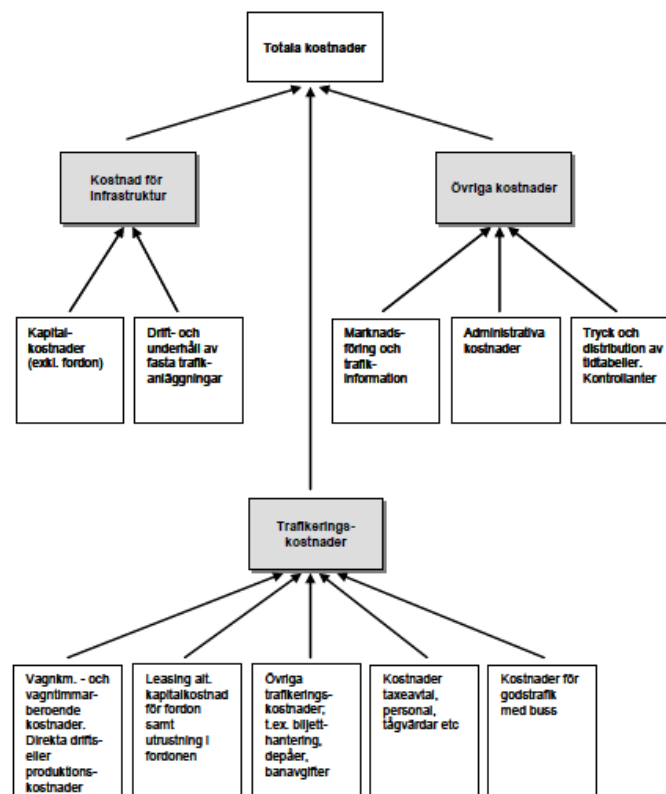 Totala kostnader
Kostnad för
infrastruktur
Övriga kostnader
Kapital-
kostnader
(exkl. fordon)
Drift- och
underhåll av
fasta trafik-
anläggningar
Marknads-
föring och
trafik-
information
Administrativa
kostnader
Tryck och
distribution av
tidtabeller.
Kontrollanter
Trafikerings-
kostnader
Vagnkm. - och
vagntimmar-
beroende
kostnader.
Direkta drifts-
eller
produktions-
kostnader
Leasing alt.
kapitalkostnad
för fordon
samt
utrustning i
fordonen
Övriga
trafikerings-
kostnader;
t.ex. biljett-
hantering,
depåer,
banavgifter
Kostnader
taxeavtal,
personal,
tågvärdar etc
Kostnader för
godstrafik
med buss